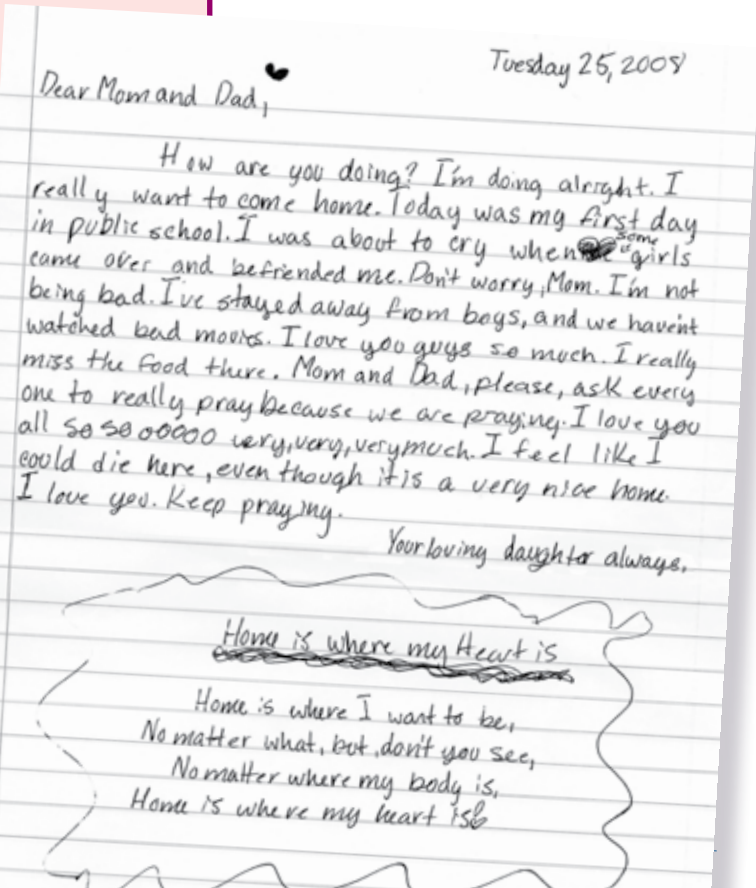 Tuesday 25, 2008
Dear Mom and Dad,
How are you doing? I'm doing alright. I
really want to come home. Today was my first day
in public school. I was about to cry when some girls
came over and befriended me. Don't worry, Mom. I'm not
being bad. I've stayed away from boys, and we haven't
watched bad movies. I love you guys so much. I really
miss the food there. Mom and Dad, please, ask every
one to really pray because we are praying. I love you
all so soooooo very, very, very much. I feel like I
could die here, even though it is a very nice home.
I love you. Keep praying.
Your loving daughter always,
Home is where my Heart is
Home is where I want to be,
No matter what, but, don't you see,
No matter where my body is,
Home is where my heart is